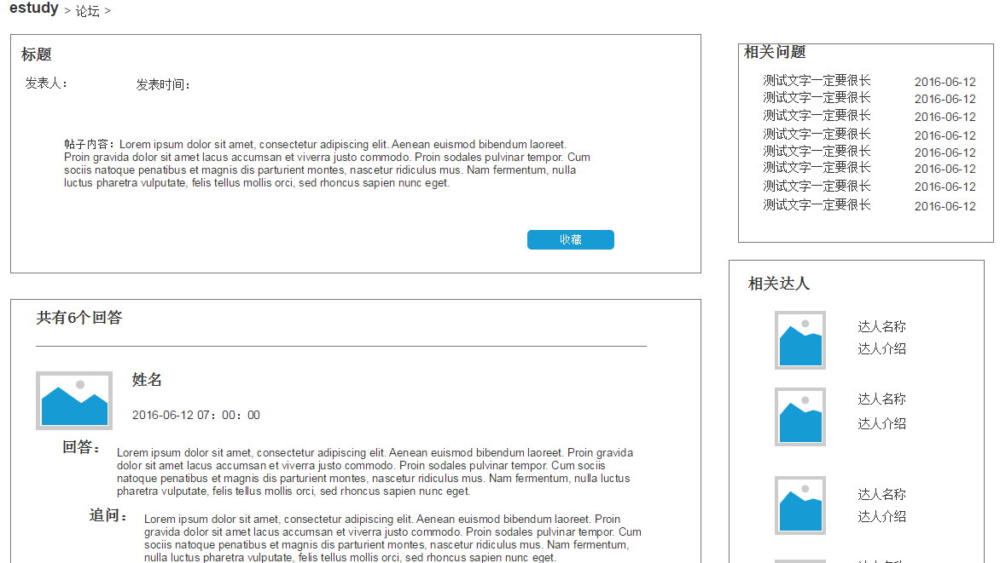 estudy > 论坛 >
标题
发表人：
发表时间：
帖子内容：Lorem ipsum dolor sit amet, consectetur adipiscing elit. Aenean euismod bibendum laoreet.
Proin gravida dolor sit amet lacus accumsan et viverra justo commodo. Proin sodales pulvinar tempor. Cum
sociis natoque penatibus et magnis dis parturient montes, nascetur ridiculus mus. Nam fermentum, nulla
luctus pharetra vulputate, felis tellus mollis orci, sed rhoncus sapien nunc eget.
收藏
共有6个回答
姓名
2016-06-12 07：00：00
回答：
Lorem ipsum dolor sit amet, consectetur adipiscing elit. Aenean euismod bibendum laoreet. Proin gravida
dolor sit amet lacus accumsan et viverra justo commodo. Proin sodales pulvinar tempor. Cum sociis
natoque penatibus et magnis dis parturient montes, nascetur ridiculus mus. Nam fermentum, nulla luctus
pharetra vulputate, felis tellus mollis orci, sed rhoncus sapien nunc eget.
追问：
Lorem ipsum dolor sit amet, consectetur adipiscing elit. Aenean euismod bibendum laoreet. Proin
gravida dolor sit amet lacus accumsan et viverra justo commodo. Proin sodales pulvinar tempor. Cum
sociis natoque penatibus et magnis dis parturient montes, nascetur ridiculus mus. Nam fermentum,
nulla luctus pharetra vulputate, felis tellus mollis orci, sed rhoncus sapien nunc eget.
相关问题
测试文字一定要很长 2016-06-12
测试文字一定要很长 2016-06-12
测试文字一定要很长 2016-06-12
测试文字一定要很长 2016-06-12
测试文字一定要很长 2016-06-12
测试文字一定要很长 2016-06-12
测试文字一定要很长 2016-06-12
测试文字一定要很长 2016-06-12
相关达人
达人名称
达人介绍
达人名称
达人介绍
达人名称
达人介绍